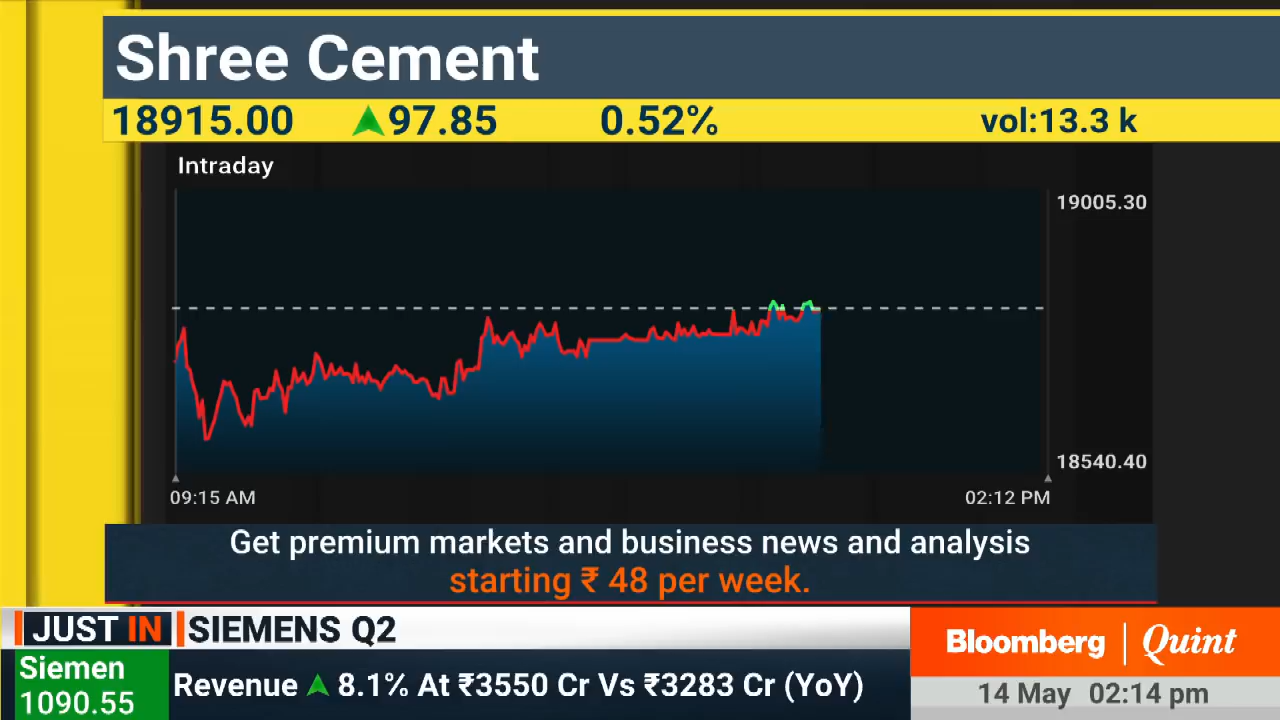 Shree Cement
18915.00 ▲97.85 0.52% vol:13.3 k
Intraday
19005.30
18540.40
09:15 AM 02:12 PM
Get premium markets and business news and analysis
starting ₹ 48 per week.
JUST IN SIEMENS Q2
Bloomberg | Quint
Siemen
1090.55
Revenue ▲ 8.1% At ₹3550 Cr Vs ₹3283 Cr (YoY)
14 May 02:14 pm